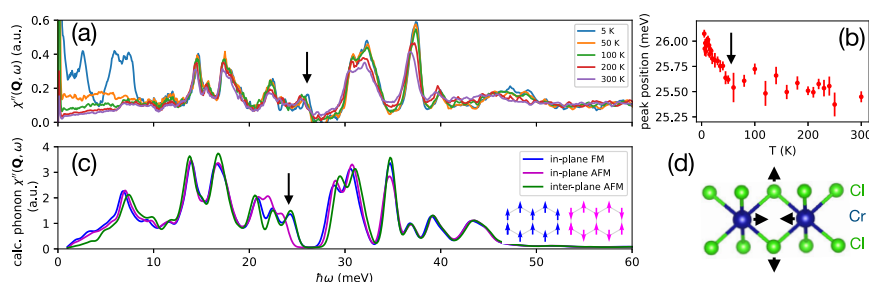 (a)
χ″(Q, ω) (a.u.)
0.6
0.4
0.2
0.0
5 K
50 K
100 K
200 K
300 K
(b)
peak position (meV)
26.00
25.75
25.50
25.25
0
100
200
300
T (K)
(c)
calc. phonon χ″(Q, ω)
(a.u.)
4
3
2
1
0
in-plane FM
in-plane AFM
inter-plane AFM
0
10
20
30
40
50
60
ℏω (meV)
(d)
Cl
Cr
Cl